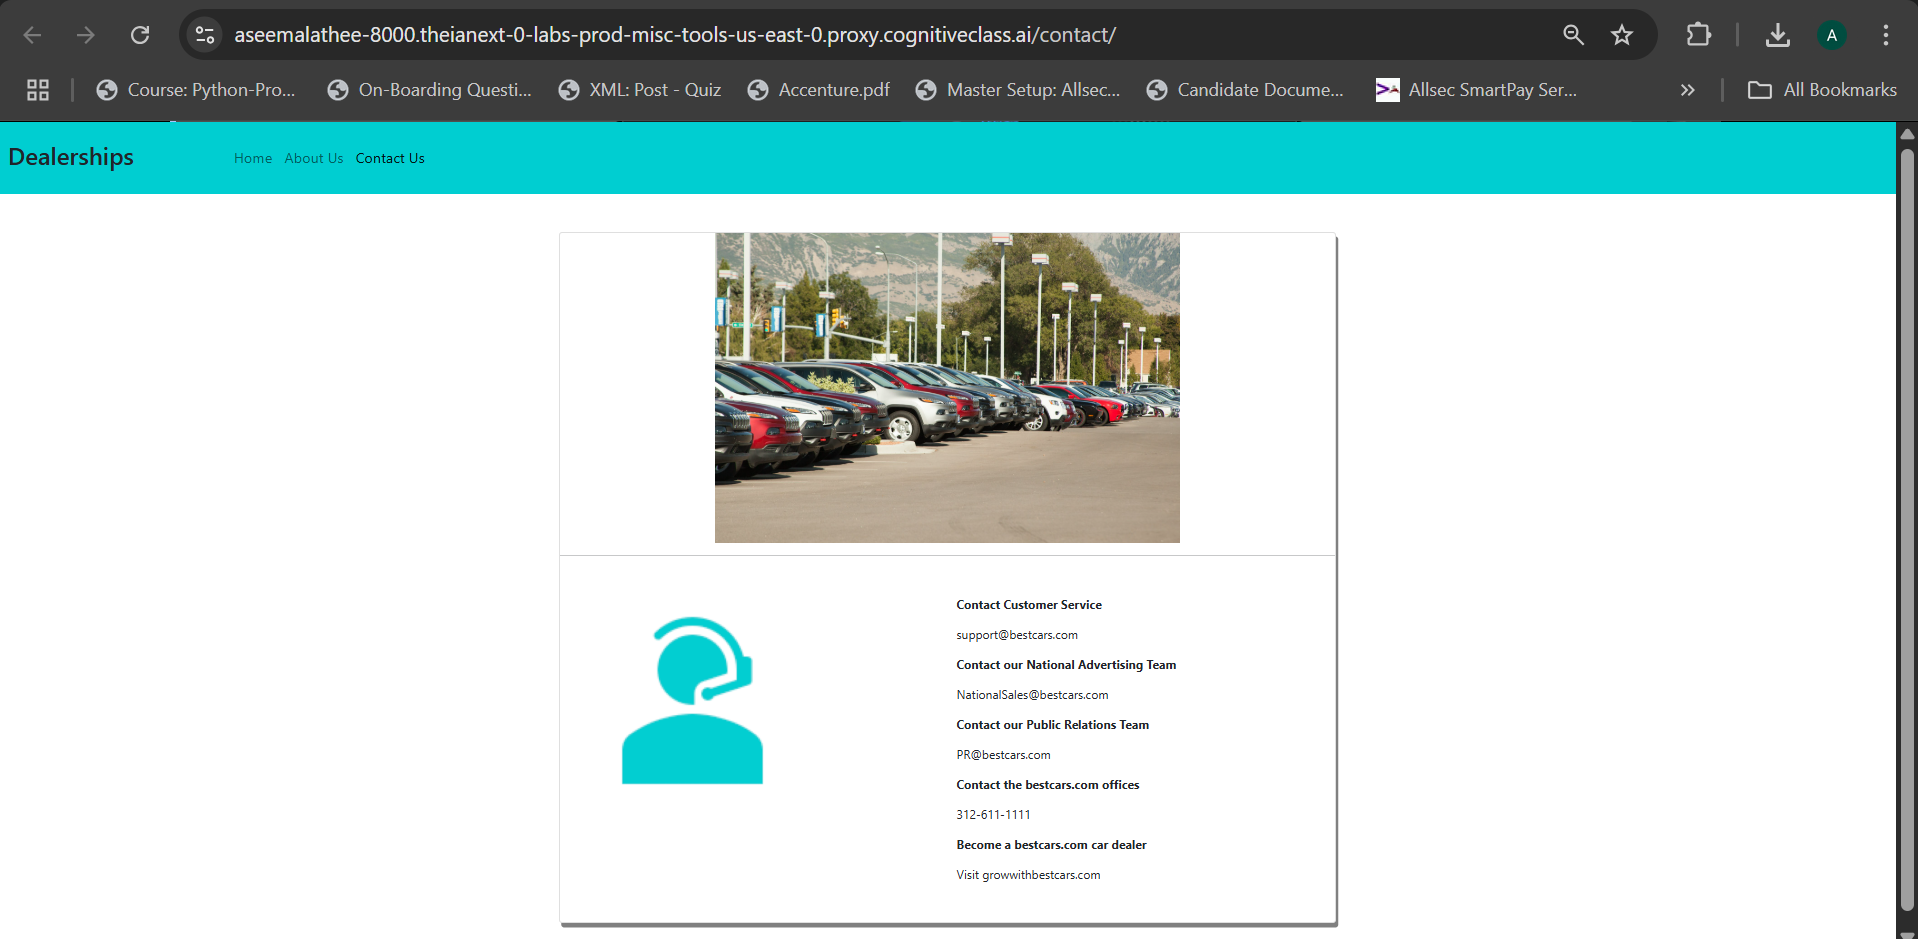 aseemalathee-8000.theianext-0-labs-prod-misc-tools-us-east-0.proxy.cognitiveclass.ai/contact/
A
Course: Python-Pro...
On-Boarding Questi...
XML: Post - Quiz
Accenture.pdf
Master Setup: Allsec...
Candidate Docume...
Allsec SmartPay Ser...
All Bookmarks
Dealerships
Home
About Us
Contact Us
Contact Customer Service
support@bestcars.com
Contact our National Advertising Team
NationalSales@bestcars.com
Contact our Public Relations Team
PR@bestcars.com
Contact the bestcars.com offices
312-611-1111
Become a bestcars.com car dealer
Visit growwithbestcars.com